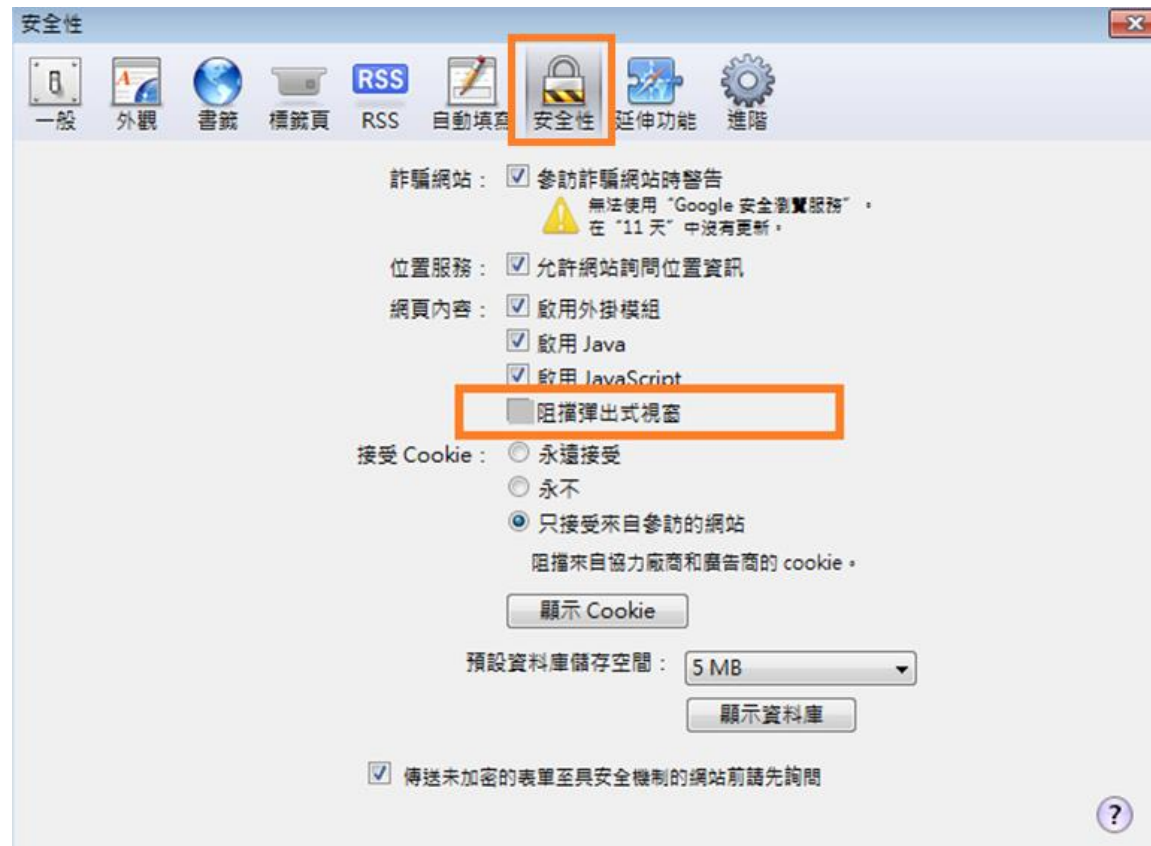 安全性
RSS
一般 外觀 書籤 標籤頁 RSS 自動填寫 安全性 延伸功能 進階
詐騙網站： 參訪詐騙網站時警告
無法使用“Google 安全瀏覽服務”。
在“11 天”中沒有更新。
位置服務： 允許網站詢問位置資訊
網頁內容： 啟用外掛模組
啟用 Java
啟用 JavaScript
阻擋彈出式視窗
接受 Cookie： 永遠接受
永不
只接受來自參訪的網站
阻擋來自協力廠商和廣告商的 cookie。
顯示 Cookie
預設資料庫儲存空間： 5 MB
顯示資料庫
傳送未加密的表單至具安全機制的網站前請先詢問
?